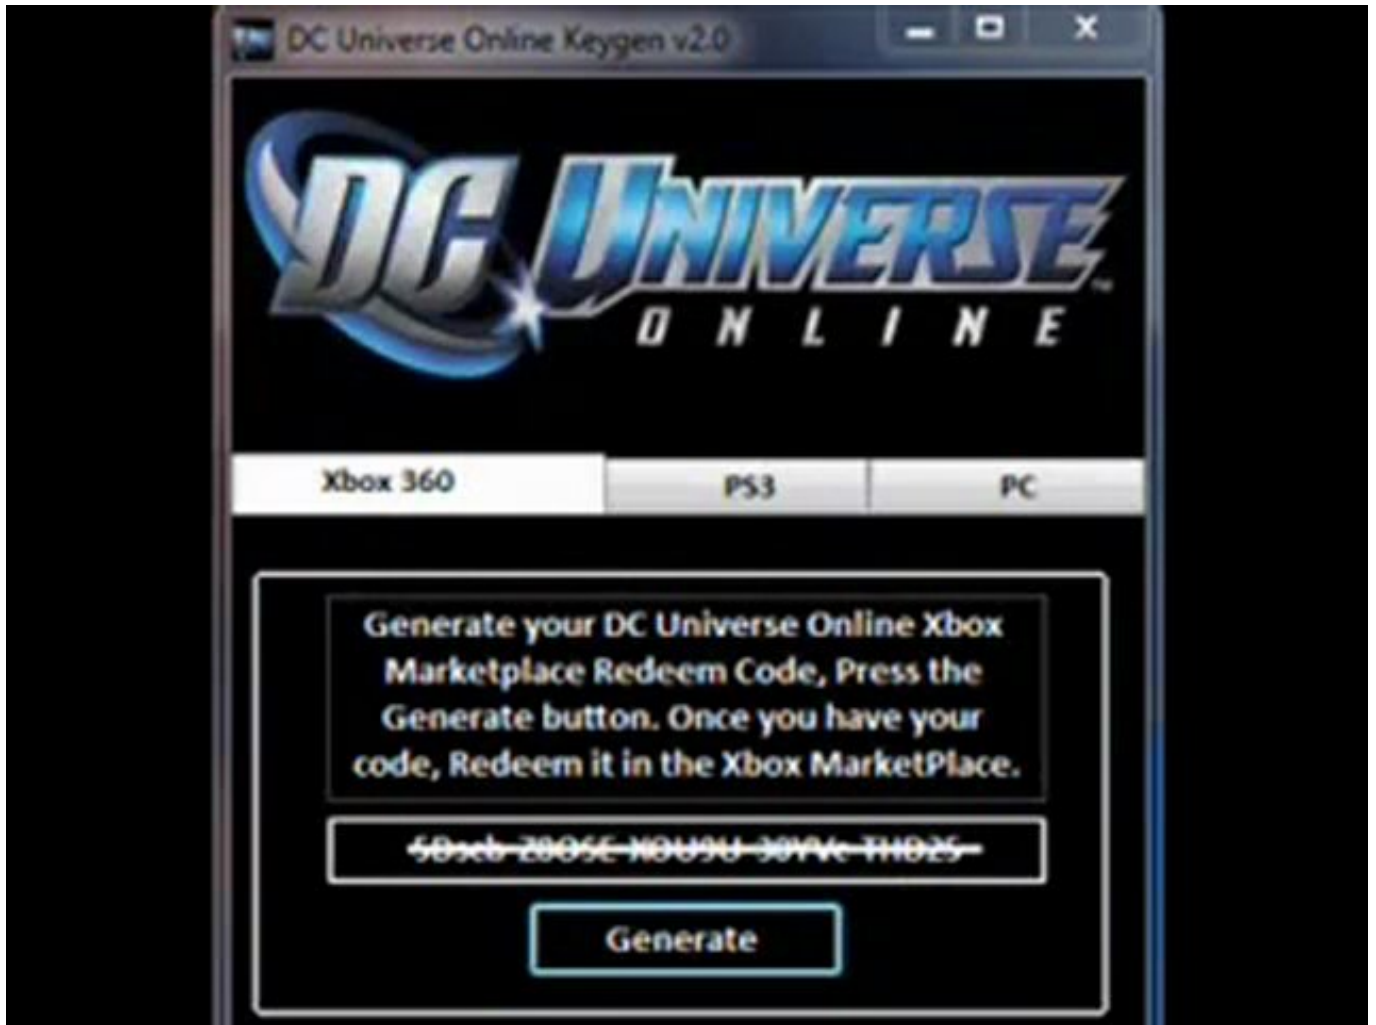 DC Universe Online Keygen v2.0
DC UNIVERSE™
ONLINE
Xbox 360 PS3 PC
Generate your DC Universe Online Xbox
Marketplace Redeem Code, Press the
Generate button. Once you have your
code, Redeem it in the Xbox MarketPlace.
Generate